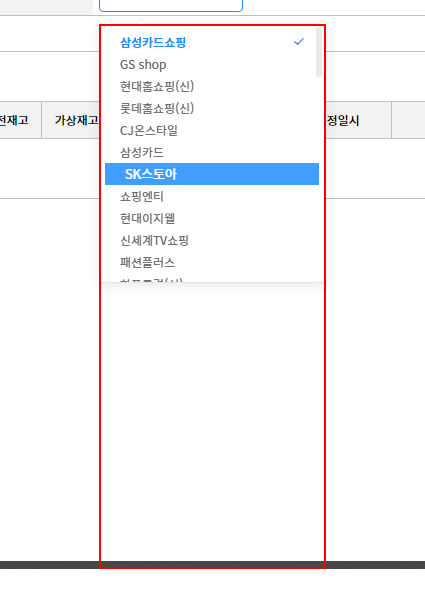 삼성카드쇼핑
GS shop
현대홈쇼핑(신)
롯데홈쇼핑(신)
전재고 가상재고 정일시
CJ온스타일
삼성카드
SK스토아
쇼핑엔티
현대이지웰
신세계TV쇼핑
패션플러스